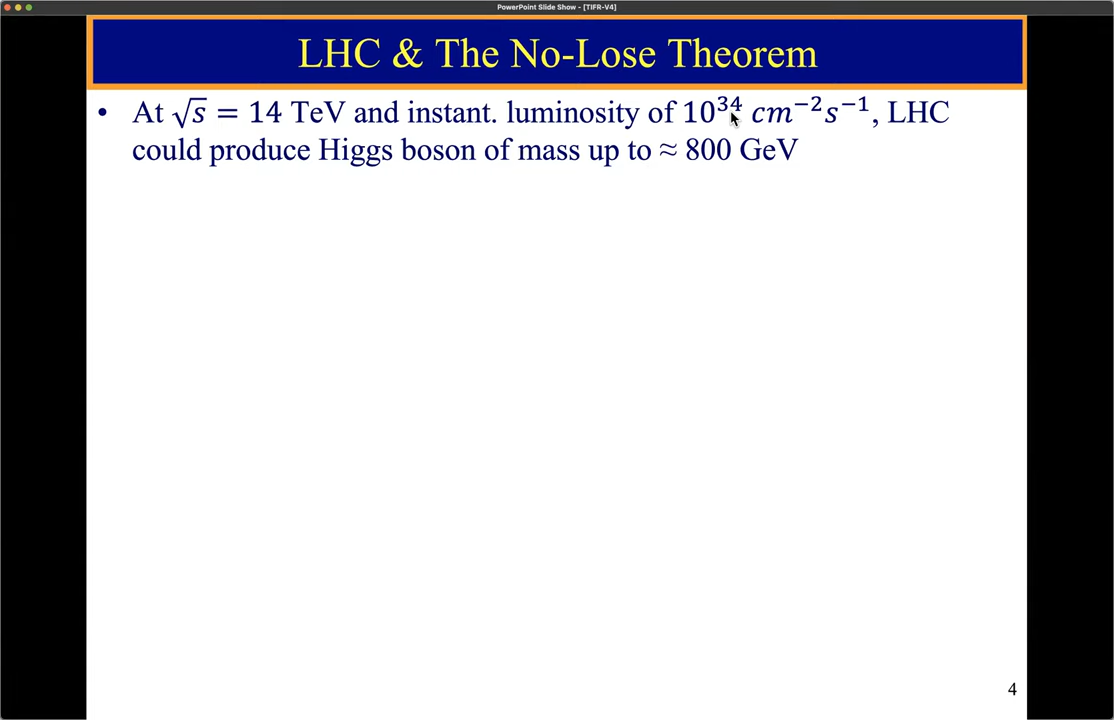 PowerPoint Slide Show - [TIFR-V4]
LHC & The No-Lose Theorem
• At √s = 14 TeV and instant. luminosity of 10³⁴ cm⁻²s⁻¹, LHC
could produce Higgs boson of mass up to ≈ 800 GeV
4